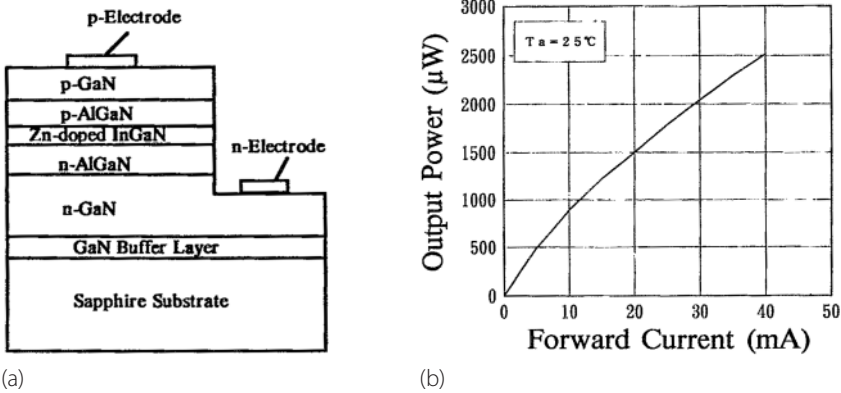 p-Electrode
p-GaN
p-AlGaN
Zn-doped InGaN
n-Electrode
n-AlGaN
n-GaN
GaN Buffer Layer
Sapphire Substrate
(a)
Output Power (μW)
3000
2500
2000
1500
1000
500
0
Ta=25℃
0 10 20 30 40 50
Forward Current (mA)
(b)